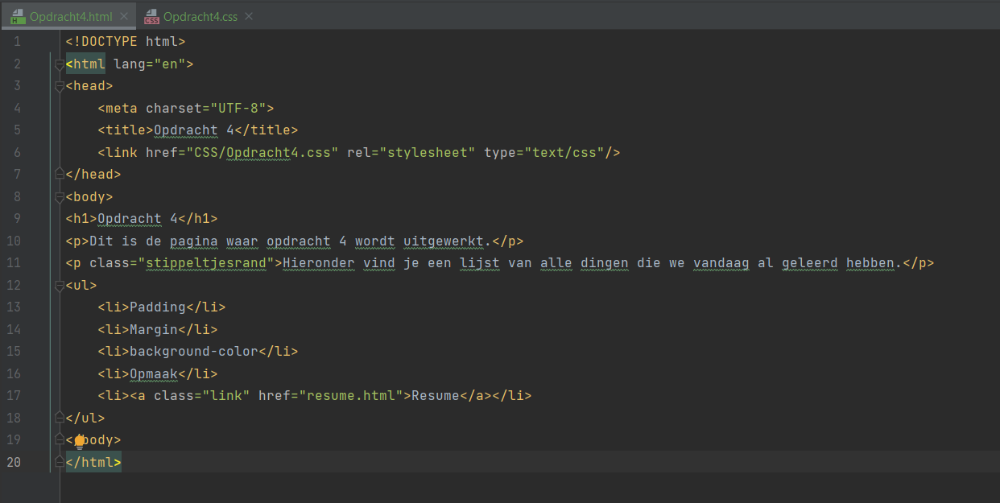 Opdracht4.html Opdracht4.css
1 <!DOCTYPE html>
2 <html lang="en">
3 <head>
4     <meta charset="UTF-8">
5     <title>Opdracht 4</title>
6     <link href="CSS/Opdracht4.css" rel="stylesheet" type="text/css"/>
7 </head>
8 <body>
9 <h1>Opdracht 4</h1>
10 <p>Dit is de pagina waar opdracht 4 wordt uitgewerkt.</p>
11 <p class="stippeltjesrand">Hieronder vind je een lijst van alle dingen die we vandaag al geleerd hebben.</p>
12 <ul>
13     <li>Padding</li>
14     <li>Margin</li>
15     <li>background-color</li>
16     <li>Opmaak</li>
17     <li><a class="link" href="resume.html">Resume</a></li>
18 </ul>
19 </body>
20 </html>